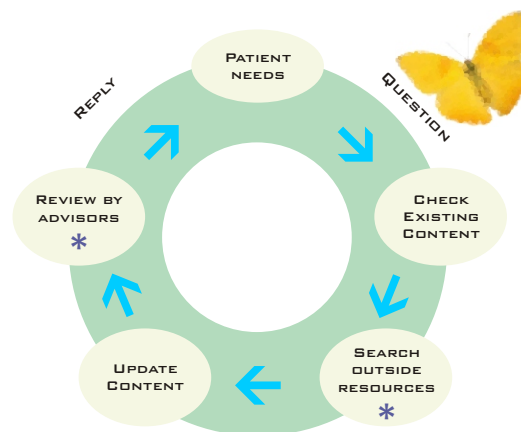 PATIENT
NEEDS
QUESTION
CHECK
EXISTING
CONTENT
SEARCH
OUTSIDE
RESOURCES
*
UPDATE
CONTENT
REVIEW BY
ADVISORS
*
REPLY